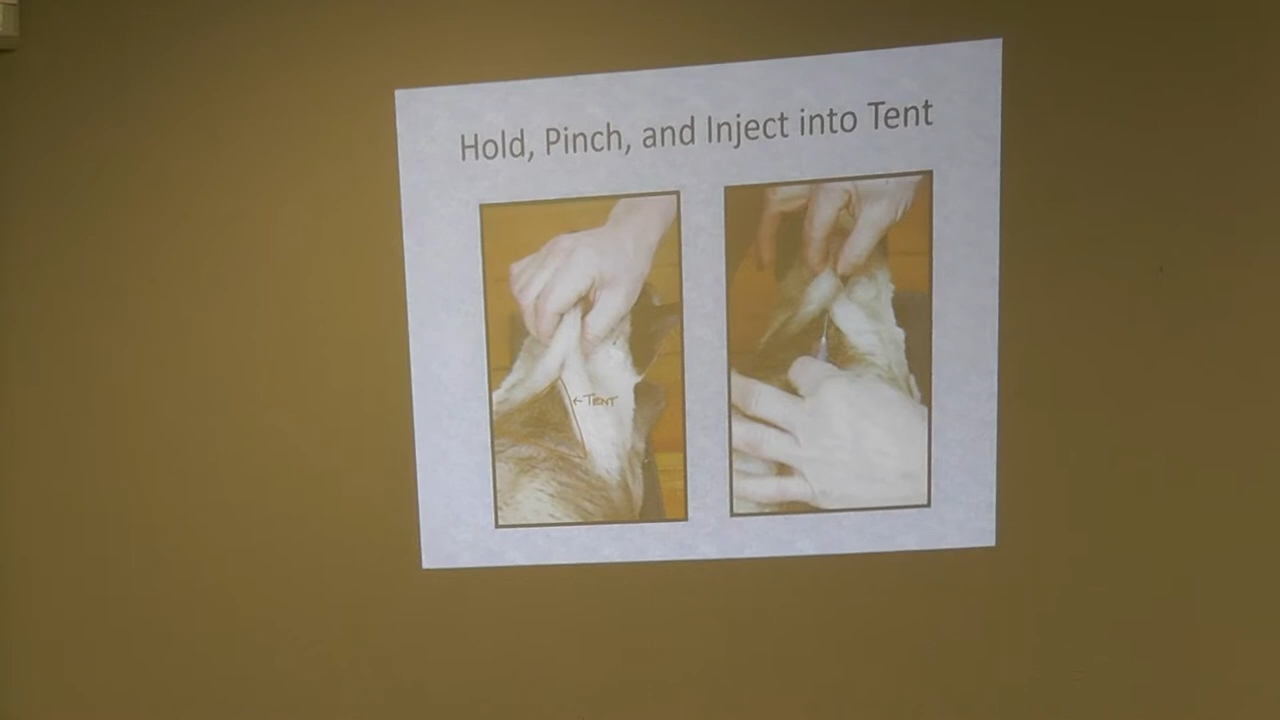 Hold, Pinch, and Inject into Tent
←TENT